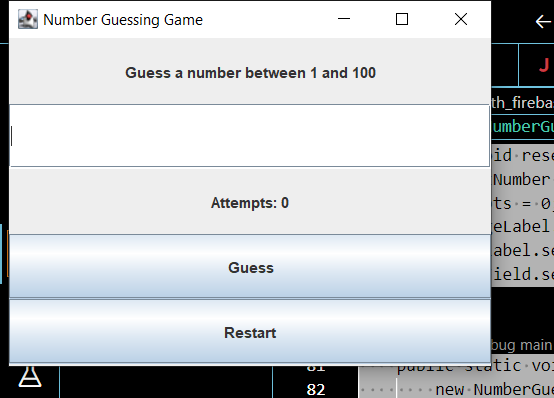 Number Guessing Game
Guess a number between 1 and 100
Attempts: 0
Guess
Restart
J
th_fireba
umberGu
id rese
Number
ts = 0
eLabel
abel.se
ield.se
bug main
81
public static voi
82
new NumberGue